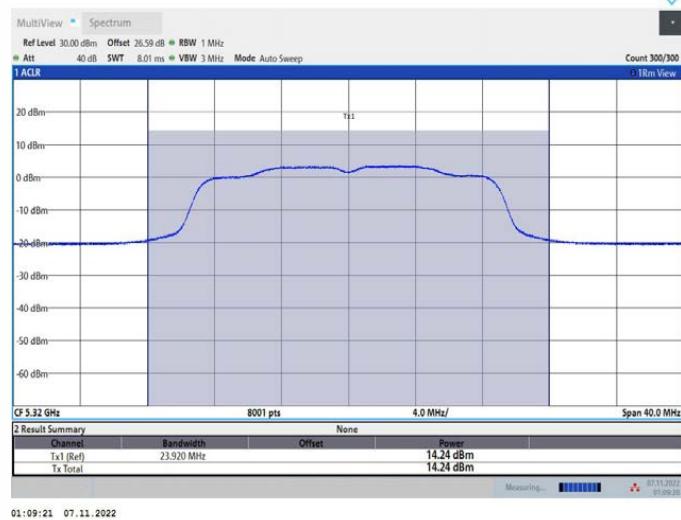 MultiView Spectrum
Ref Level 30.00 dBm Offset 26.59 dB RBW 1 MHz
Att 40 dB SWT 8.01 ms VBW 3 MHz Mode Auto Sweep Count 300/300
1 ACLR 1Rm View
Tx1
20 dBm
10 dBm
0 dBm
-10 dBm
-20 dBm
-30 dBm
-40 dBm
-50 dBm
-60 dBm
CF 5.32 GHz 8001 pts 4.0 MHz/ Span 40.0 MHz
2 Result Summary None
Channel Bandwidth Offset Power
Tx1 (Ref) 23.920 MHz 14.24 dBm
Tx Total 14.24 dBm
Measuring... 07.11.2022
01:09:20
01:09:21 07.11.2022